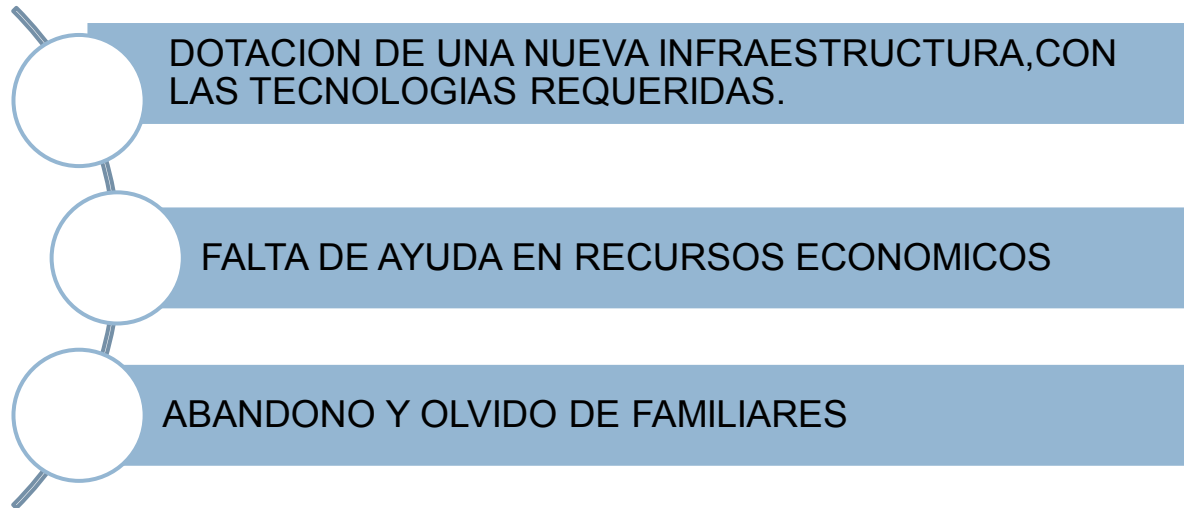 DOTACION DE UNA NUEVA INFRAESTRUCTURA,CON
LAS TECNOLOGIAS REQUERIDAS.
FALTA DE AYUDA EN RECURSOS ECONOMICOS
ABANDONO Y OLVIDO DE FAMILIARES